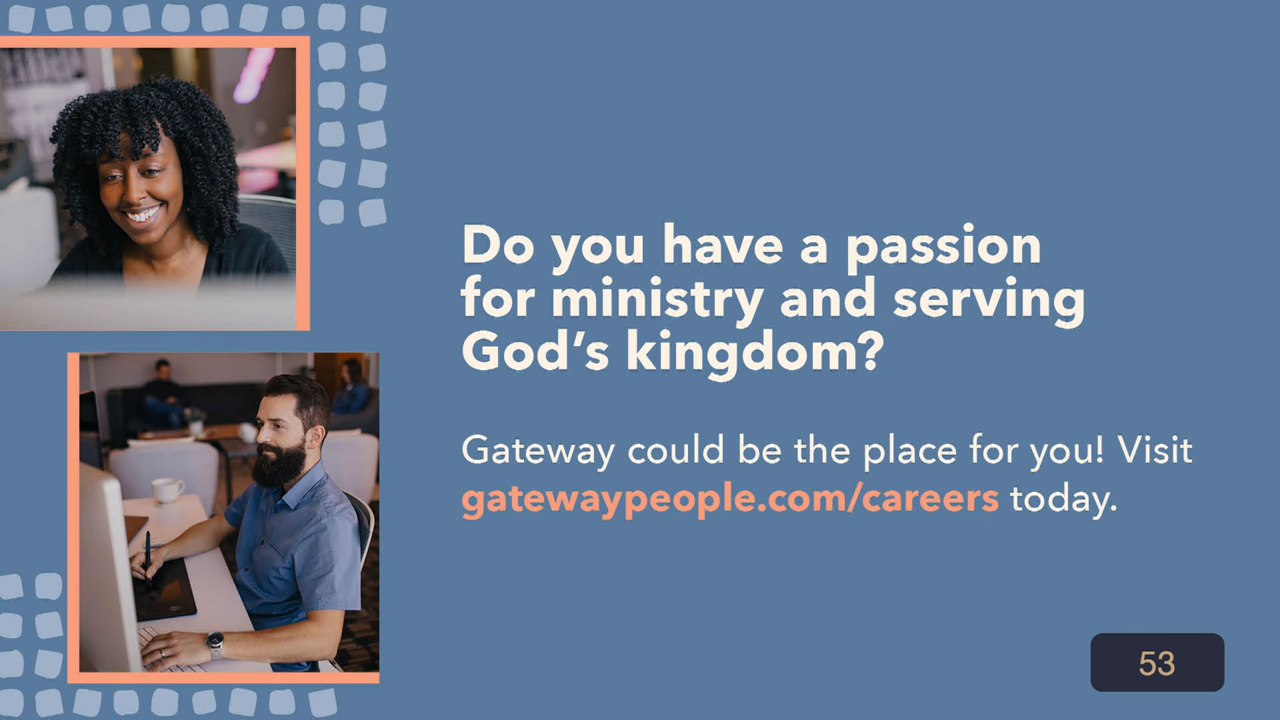 Do you have a passion
for ministry and serving
God's kingdom?
Gateway could be the place for you! Visit
gatewaypeople.com/careers today.
53